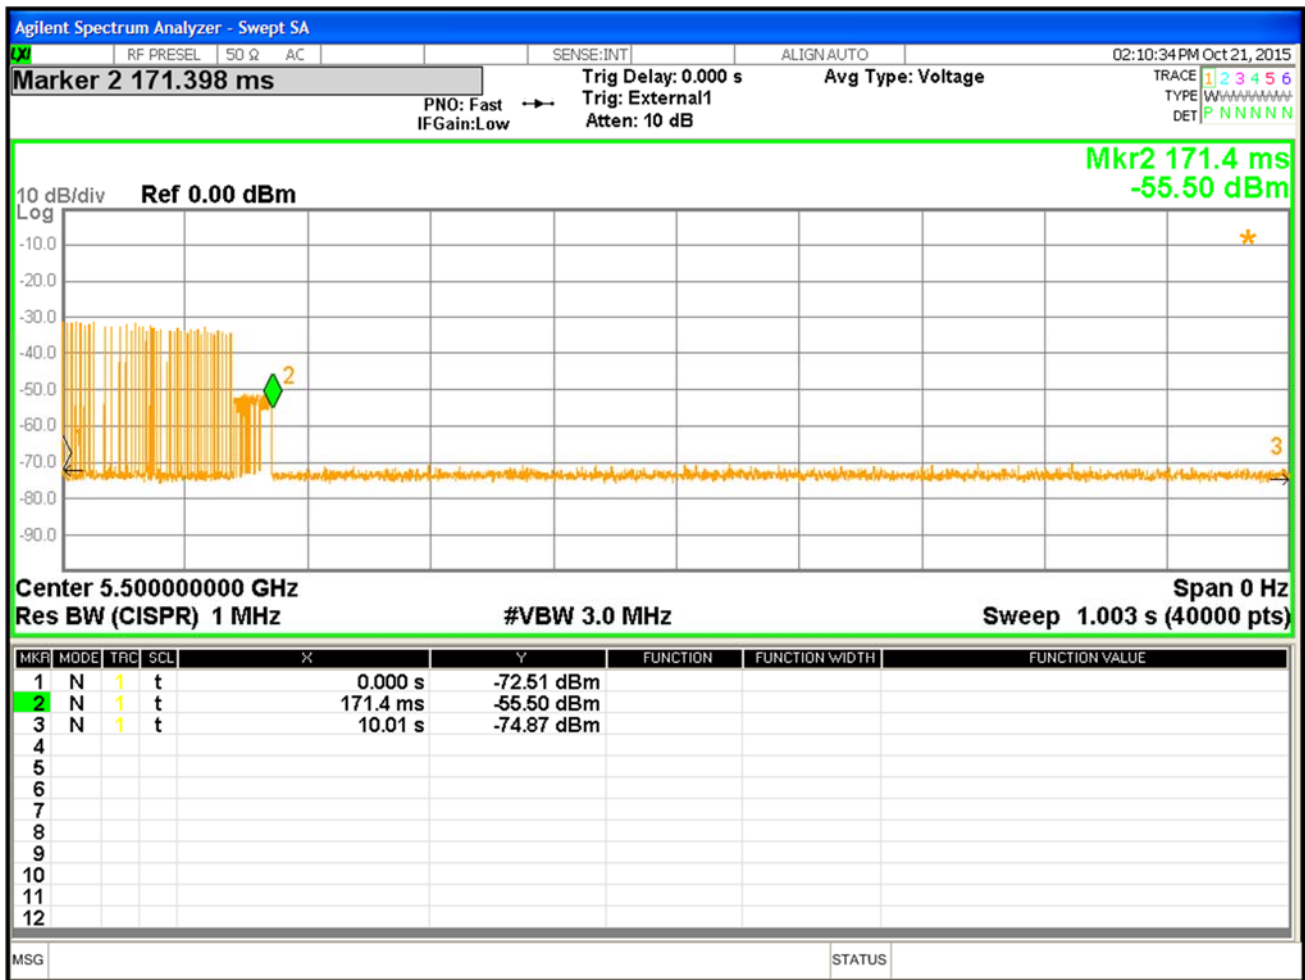 Agilent Spectrum Analyzer - Swept SA
LXI RF PRESEL 50 Ω AC SENSE:INT ALIGN AUTO 02:10:34 PM Oct 21, 2015
Marker 2 171.398 ms
PNO: Fast
IFGain:Low
Trig Delay: 0.000 s
Trig: External1
Atten: 10 dB
Avg Type: Voltage
TRACE 1 2 3 4 5 6
TYPE WWWWWW
DET P N N N N N
Mkr2 171.4 ms
-55.50 dBm
10 dB/div Ref 0.00 dBm
Log
-10.0
-20.0
-30.0
-40.0
-50.0
-60.0
-70.0
-80.0
-90.0
2
3
Center 5.500000000 GHz Span 0 Hz
Res BW (CISPR) 1 MHz #VBW 3.0 MHz Sweep 1.003 s (40000 pts)
MKR MODE TRC SCL X Y FUNCTION FUNCTION WIDTH FUNCTION VALUE
1 N 1 t 0.000 s -72.51 dBm
2 N 1 t 171.4 ms -55.50 dBm
3 N 1 t 10.01 s -74.87 dBm
4
5
6
7
8
9
10
11
12
MSG STATUS